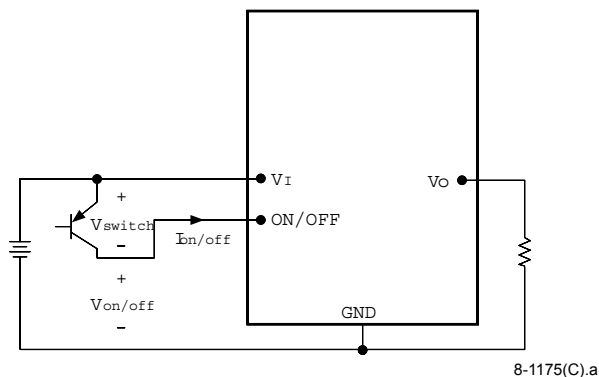 VI
VO
+
Vswitch
ON/OFF
−
Ion/off
+
Von/off
−
GND
8-1175(C).a